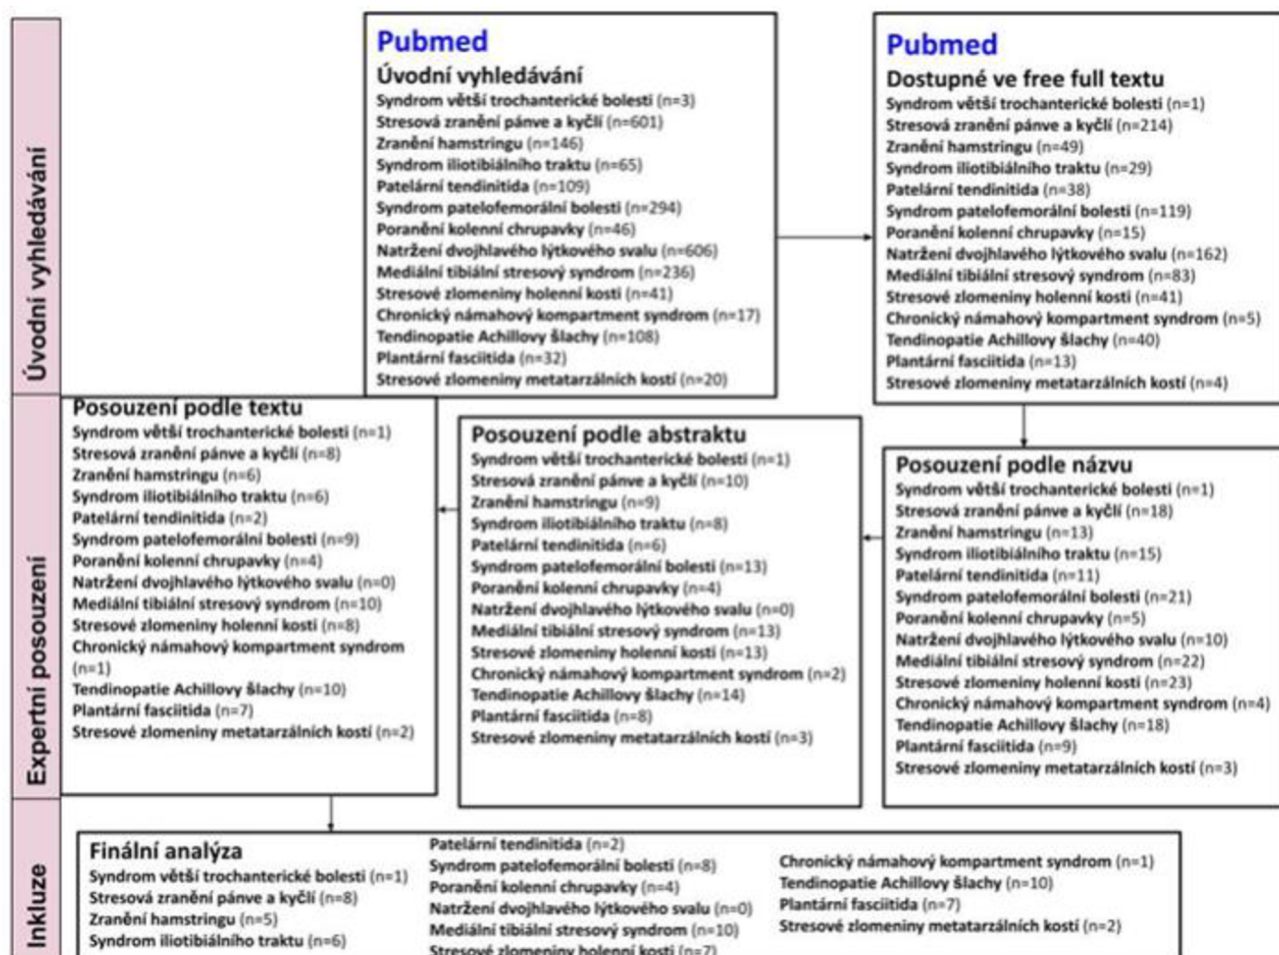 Úvodní vyhledávání
Pubmed
Úvodní vyhledávání
Syndrom větší trochanterické bolesti (n=3)
Stresová zranění pánve a kyčlí (n=601)
Zranění hamstringu (n=146)
Syndrom iliotibiálního traktu (n=65)
Patelární tendinitida (n=109)
Syndrom patelofemorální bolesti (n=294)
Poranění kolenní chrupavky (n=46)
Natržení dvojhlavého lýtkového svalu (n=606)
Mediální tibiální stresový syndrom (n=236)
Stresové zlomeniny holenní kosti (n=41)
Chronický námahový kompartment syndrom (n=17)
Tendinopatie Achillovy šlachy (n=108)
Plantární fasciitida (n=32)
Stresové zlomeniny metatarzálních kostí (n=20)
Pubmed
Dostupné ve free full textu
Syndrom větší trochanterické bolesti (n=1)
Stresová zranění pánve a kyčlí (n=214)
Zranění hamstringu (n=49)
Syndrom iliotibiálního traktu (n=29)
Patelární tendinitida (n=38)
Syndrom patelofemorální bolesti (n=119)
Poranění kolenní chrupavky (n=15)
Natržení dvojhlavého lýtkového svalu (n=162)
Mediální tibiální stresový syndrom (n=83)
Stresové zlomeniny holenní kosti (n=41)
Chronický námahový kompartment syndrom (n=5)
Tendinopatie Achillovy šlachy (n=40)
Plantární fasciitida (n=13)
Stresové zlomeniny metatarzálních kostí (n=4)
Expertní posouzení
Posouzení podle textu
Syndrom větší trochanterické bolesti (n=1)
Stresová zranění pánve a kyčlí (n=8)
Zranění hamstringu (n=6)
Syndrom iliotibiálního traktu (n=6)
Patelární tendinitida (n=2)
Syndrom patelofemorální bolesti (n=9)
Poranění kolenní chrupavky (n=4)
Natržení dvojhlavého lýtkového svalu (n=0)
Mediální tibiální stresový syndrom (n=10)
Stresové zlomeniny holenní kosti (n=8)
Chronický námahový kompartment syndrom
(n=1)
Tendinopatie Achillovy šlachy (n=10)
Plantární fasciitida (n=7)
Stresové zlomeniny metatarzálních kostí (n=2)
Posouzení podle abstraktu
Syndrom větší trochanterické bolesti (n=1)
Stresová zranění pánve a kyčlí (n=10)
Zranění hamstringu (n=9)
Syndrom iliotibiálního traktu (n=8)
Patelární tendinitida (n=6)
Syndrom patelofemorální bolesti (n=13)
Poranění kolenní chrupavky (n=4)
Natržení dvojhlavého lýtkového svalu (n=0)
Mediální tibiální stresový syndrom (n=13)
Stresové zlomeniny holenní kosti (n=13)
Chronický námahový kompartment syndrom (n=2)
Tendinopatie Achillovy šlachy (n=14)
Plantární fasciitida (n=8)
Stresové zlomeniny metatarzálních kostí (n=3)
Posouzení podle názvu
Syndrom větší trochanterické bolesti (n=1)
Stresová zranění pánve a kyčlí (n=18)
Zranění hamstringu (n=13)
Syndrom iliotibiálního traktu (n=15)
Patelární tendinitida (n=11)
Syndrom patelofemorální bolesti (n=21)
Poranění kolenní chrupavky (n=5)
Natržení dvojhlavého lýtkového svalu (n=10)
Mediální tibiální stresový syndrom (n=22)
Stresové zlomeniny holenní kosti (n=23)
Chronický námahový kompartment syndrom (n=4)
Tendinopatie Achillovy šlachy (n=18)
Plantární fasciitida (n=9)
Stresové zlomeniny metatarzálních kostí (n=3)
Inkluze
Finální analýza
Syndrom větší trochanterické bolesti (n=1)
Stresová zranění pánve a kyčlí (n=8)
Zranění hamstringu (n=5)
Syndrom iliotibiálního traktu (n=6)
Patelární tendinitida (n=2)
Syndrom patelofemorální bolesti (n=8)
Poranění kolenní chrupavky (n=4)
Natržení dvojhlavého lýtkového svalu (n=0)
Mediální tibiální stresový syndrom (n=10)
Stresové zlomeniny holenní kosti (n=7)
Chronický námahový kompartment syndrom (n=1)
Tendinopatie Achillovy šlachy (n=10)
Plantární fasciitida (n=7)
Stresové zlomeniny metatarzálních kostí (n=2)